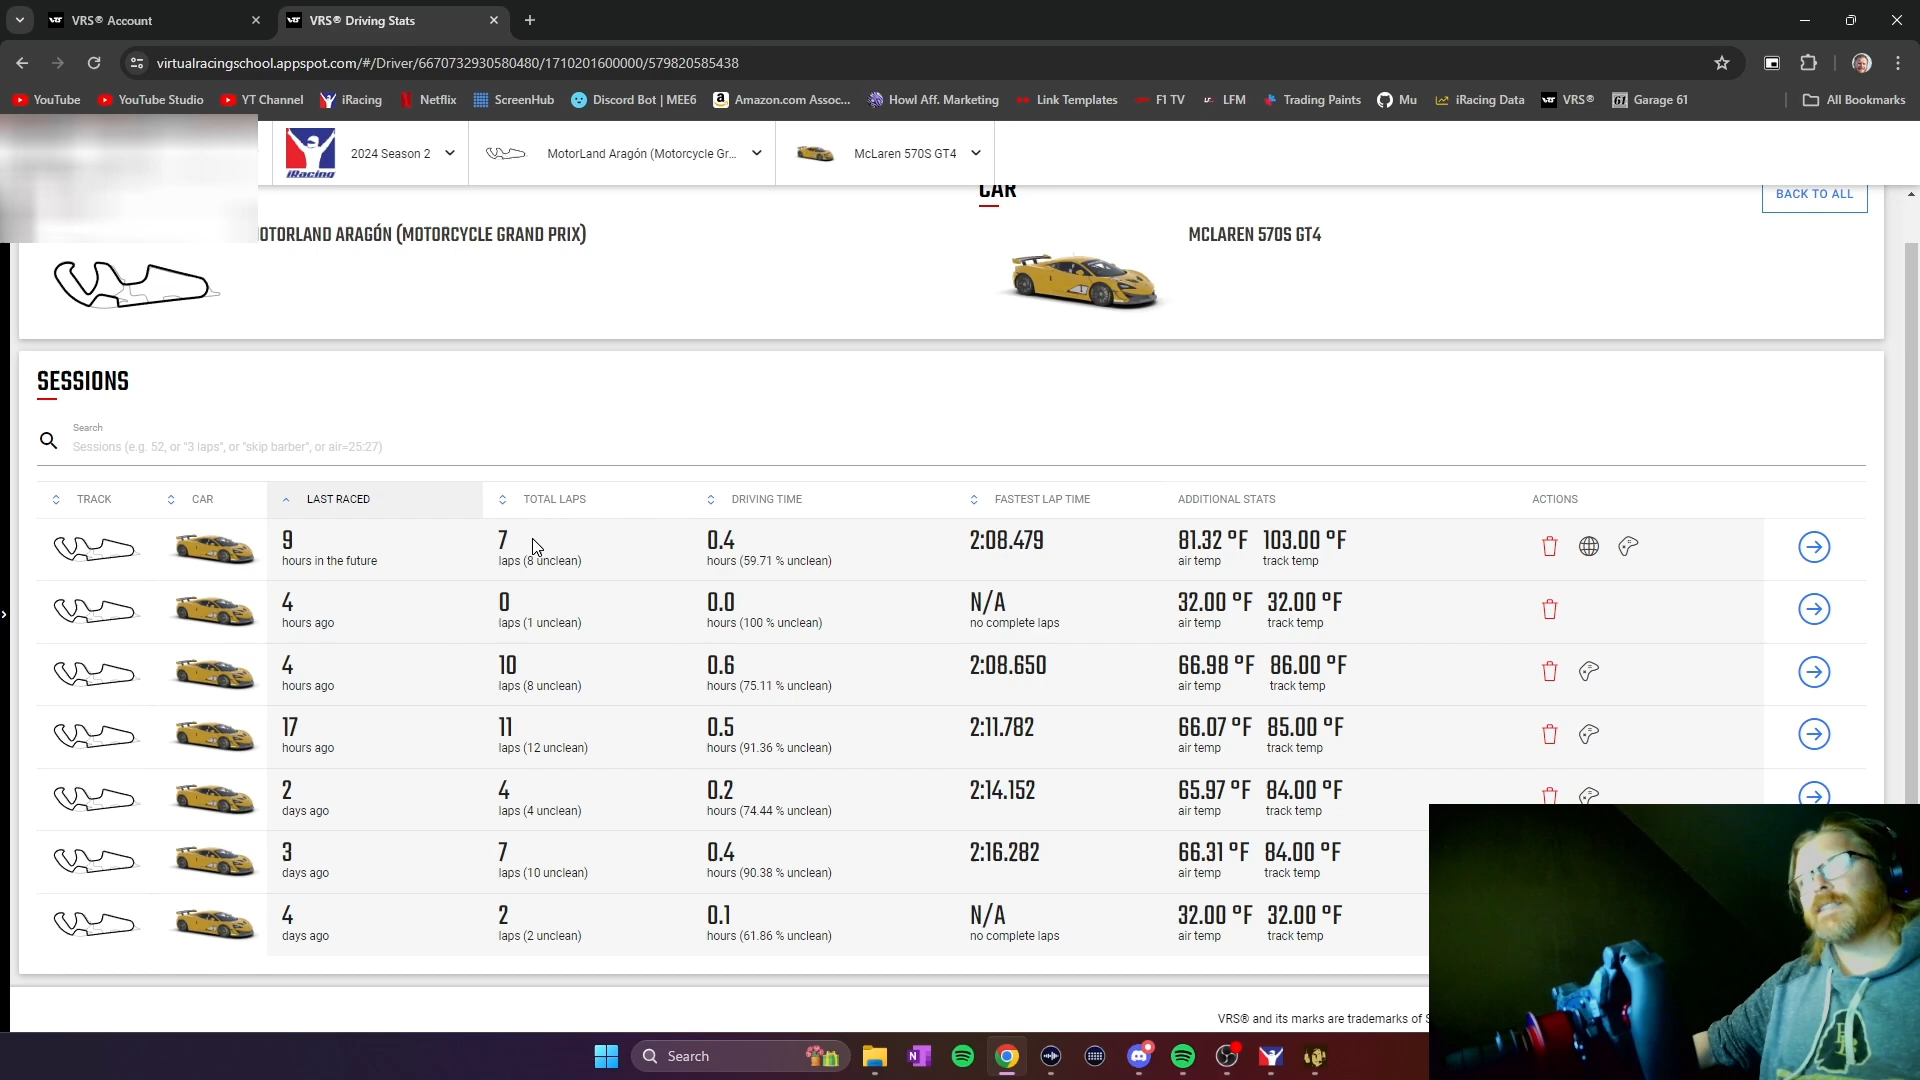 VRS® Account
VRS® Driving Stats
virtualracingschool.appspot.com/#/Driver/6670732930580480/1710201600000/579820585438
YouTube
YouTube Studio
YT Channel
iRacing
Netflix
ScreenHub
Discord Bot | MEE6
Amazon.com Assoc...
Howl Aff. Marketing
Link Templates
F1 TV
LFM
Trading Paints
Mu
iRacing Data
VRS®
Garage 61
All Bookmarks
iRacing
2024 Season 2
MotorLand Aragón (Motorcycle Gr...
McLaren 570S GT4
CAR
BACK TO ALL
OTORLAND ARAGÓN (MOTORCYCLE GRAND PRIX)
MCLAREN 570S GT4
SESSIONS
Search
Sessions (e.g. 52, or "3 laps", or "skip barber", or air=25:27)
TRACK CAR LAST RACED TOTAL LAPS DRIVING TIME FASTEST LAP TIME ADDITIONAL STATS ACTIONS
9 7 0.4 2:08.479 81.32 °F 103.00 °F
hours in the future laps (8 unclean) hours (59.71 % unclean) air temp track temp
4 0 0.0 N/A 32.00 °F 32.00 °F
hours ago laps (1 unclean) hours (100 % unclean) no complete laps air temp track temp
4 10 0.6 2:08.650 66.98 °F 86.00 °F
hours ago laps (8 unclean) hours (75.11 % unclean) air temp track temp
17 11 0.5 2:11.782 66.07 °F 85.00 °F
hours ago laps (12 unclean) hours (91.36 % unclean) air temp track temp
2 4 0.2 2:14.152 65.97 °F 84.00 °F
days ago laps (4 unclean) hours (74.44 % unclean) air temp track temp
3 7 0.4 2:16.282 66.31 °F 84.00 °F
days ago laps (10 unclean) hours (90.38 % unclean) air temp track temp
4 2 0.1 N/A 32.00 °F 32.00 °F
days ago laps (2 unclean) hours (61.86 % unclean) no complete laps air temp track temp
VRS® and its marks are trademarks of
Search